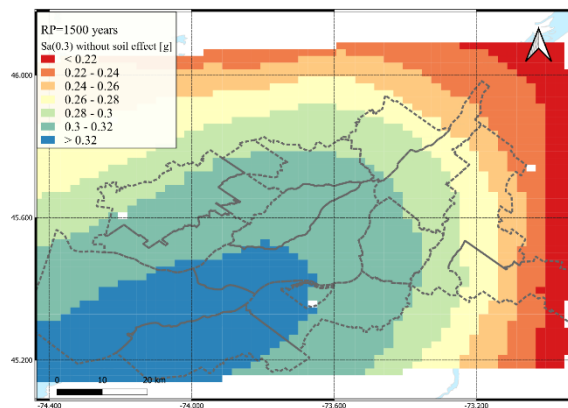 RP=1500 years
Sa(0.3) without soil effect [g]
< 0.22
0.22 - 0.24
0.24 - 0.26
0.26 - 0.28
0.28 - 0.3
0.3 - 0.32
> 0.32
46.000
45.600
45.200
0 10 20 km
-74.400 -74.000 -73.600 -73.200